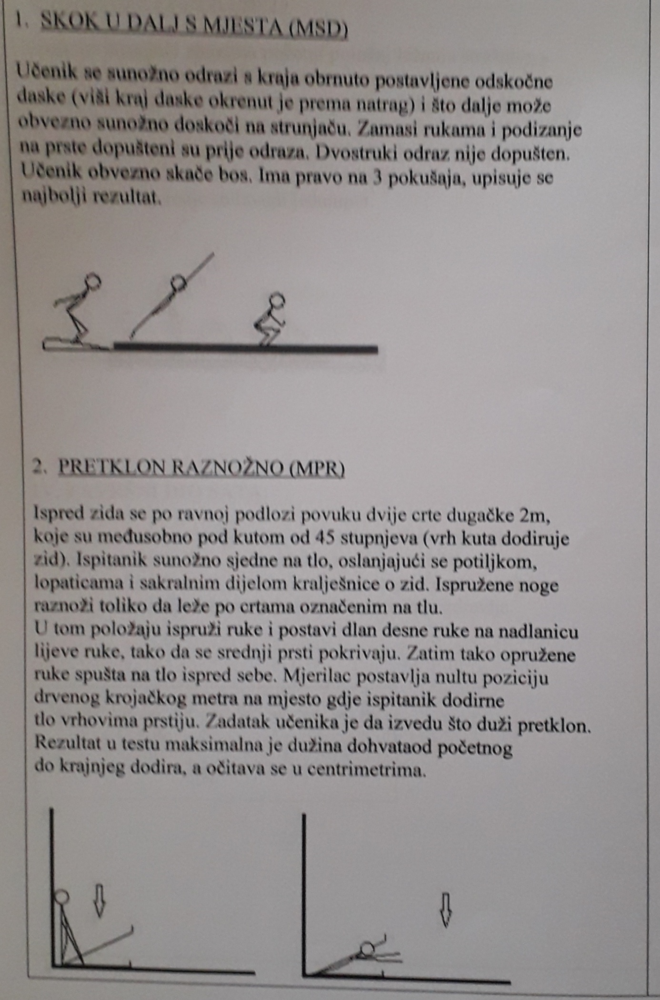 1. SKOK U DALJ S MJESTA (MSD)
Učenik se sunožno odrazi s kraja obrnuto postavljene odskočne
daske (viši kraj daske okrenut je prema natrag) i što dalje može
obvezno sunožno doskoči na strunjaču. Zamasi rukama i podizanje
na prste dopušteni su prije odraza. Dvostruki odraz nije dopušten.
Učenik obvezno skače bos. Ima pravo na 3 pokušaja, upisuje se
najbolji rezultat.
2. PRETKLON RAZNOŽNO (MPR)
Ispred zida se po ravnoj podlozi povuku dvije crte dugačke 2m,
koje su međusobno pod kutom od 45 stupnjeva (vrh kuta dodiruje
zid). Ispitanik sunožno sjedne na tlo, oslanjajući se potiljkom,
lopaticama i sakralnim dijelom kralješnice o zid. Ispružene noge
raznoži toliko da leže po crtama označenim na tlu.
U tom položaju ispruži ruke i postavi dlan desne ruke na nadlanicu
lijeve ruke, tako da se srednji prsti pokrivaju. Zatim tako opružene
ruke spušta na tlo ispred sebe. Mjerilac postavlja nultu poziciju
drvenog krojačkog metra na mjesto gdje ispitanik dodirne
tlo vrhovima prstiju. Zadatak učenika je da izvedu što duži pretklon.
Rezultat u testu maksimalna je dužina dohvataod početnog
do krajnjeg dodira, a očitava se u centrimetrima.